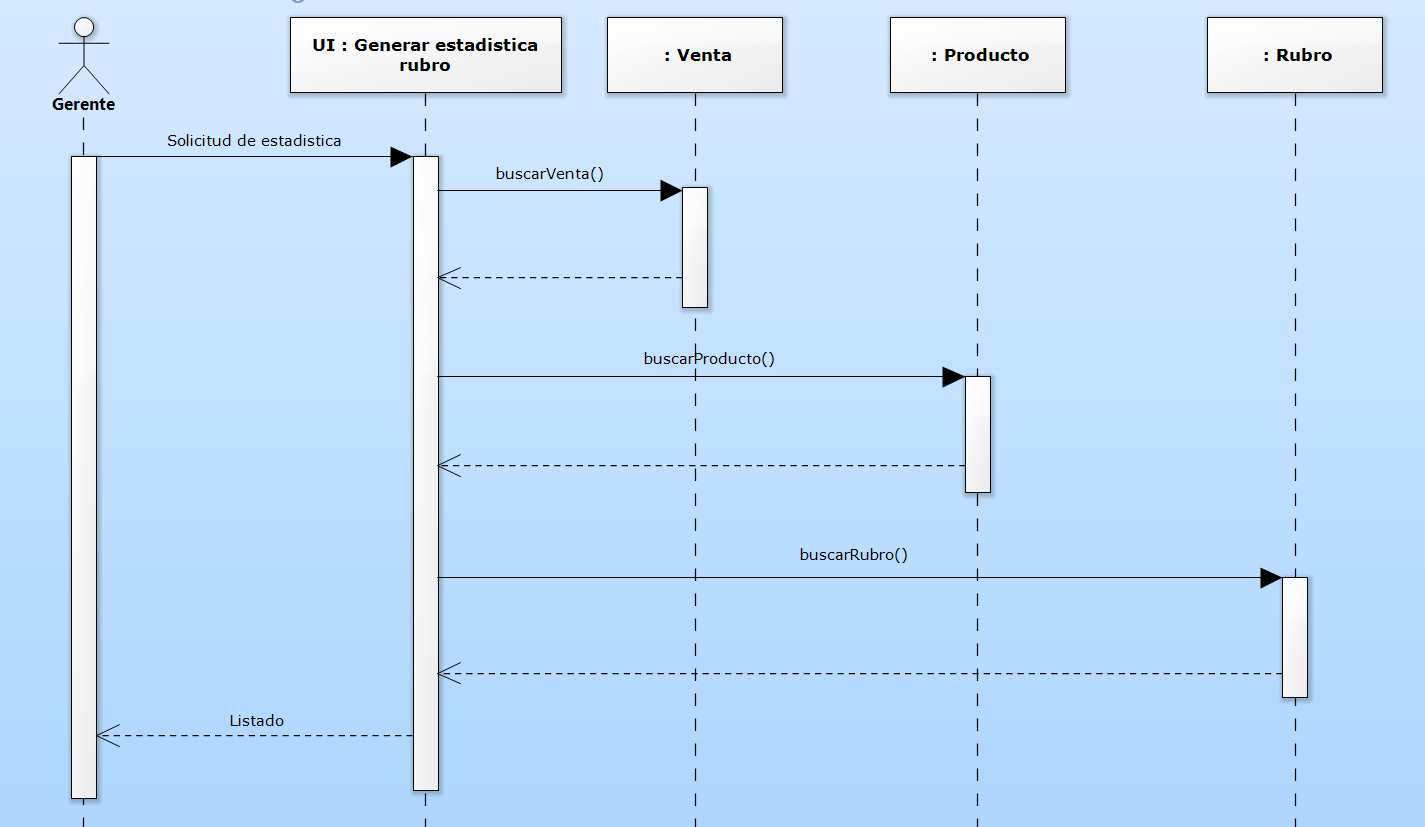 UI : Generar estadistica
rubro
: Venta
: Producto
: Rubro
Gerente
Solicitud de estadistica
buscarVenta()
buscarProducto()
buscarRubro()
Listado